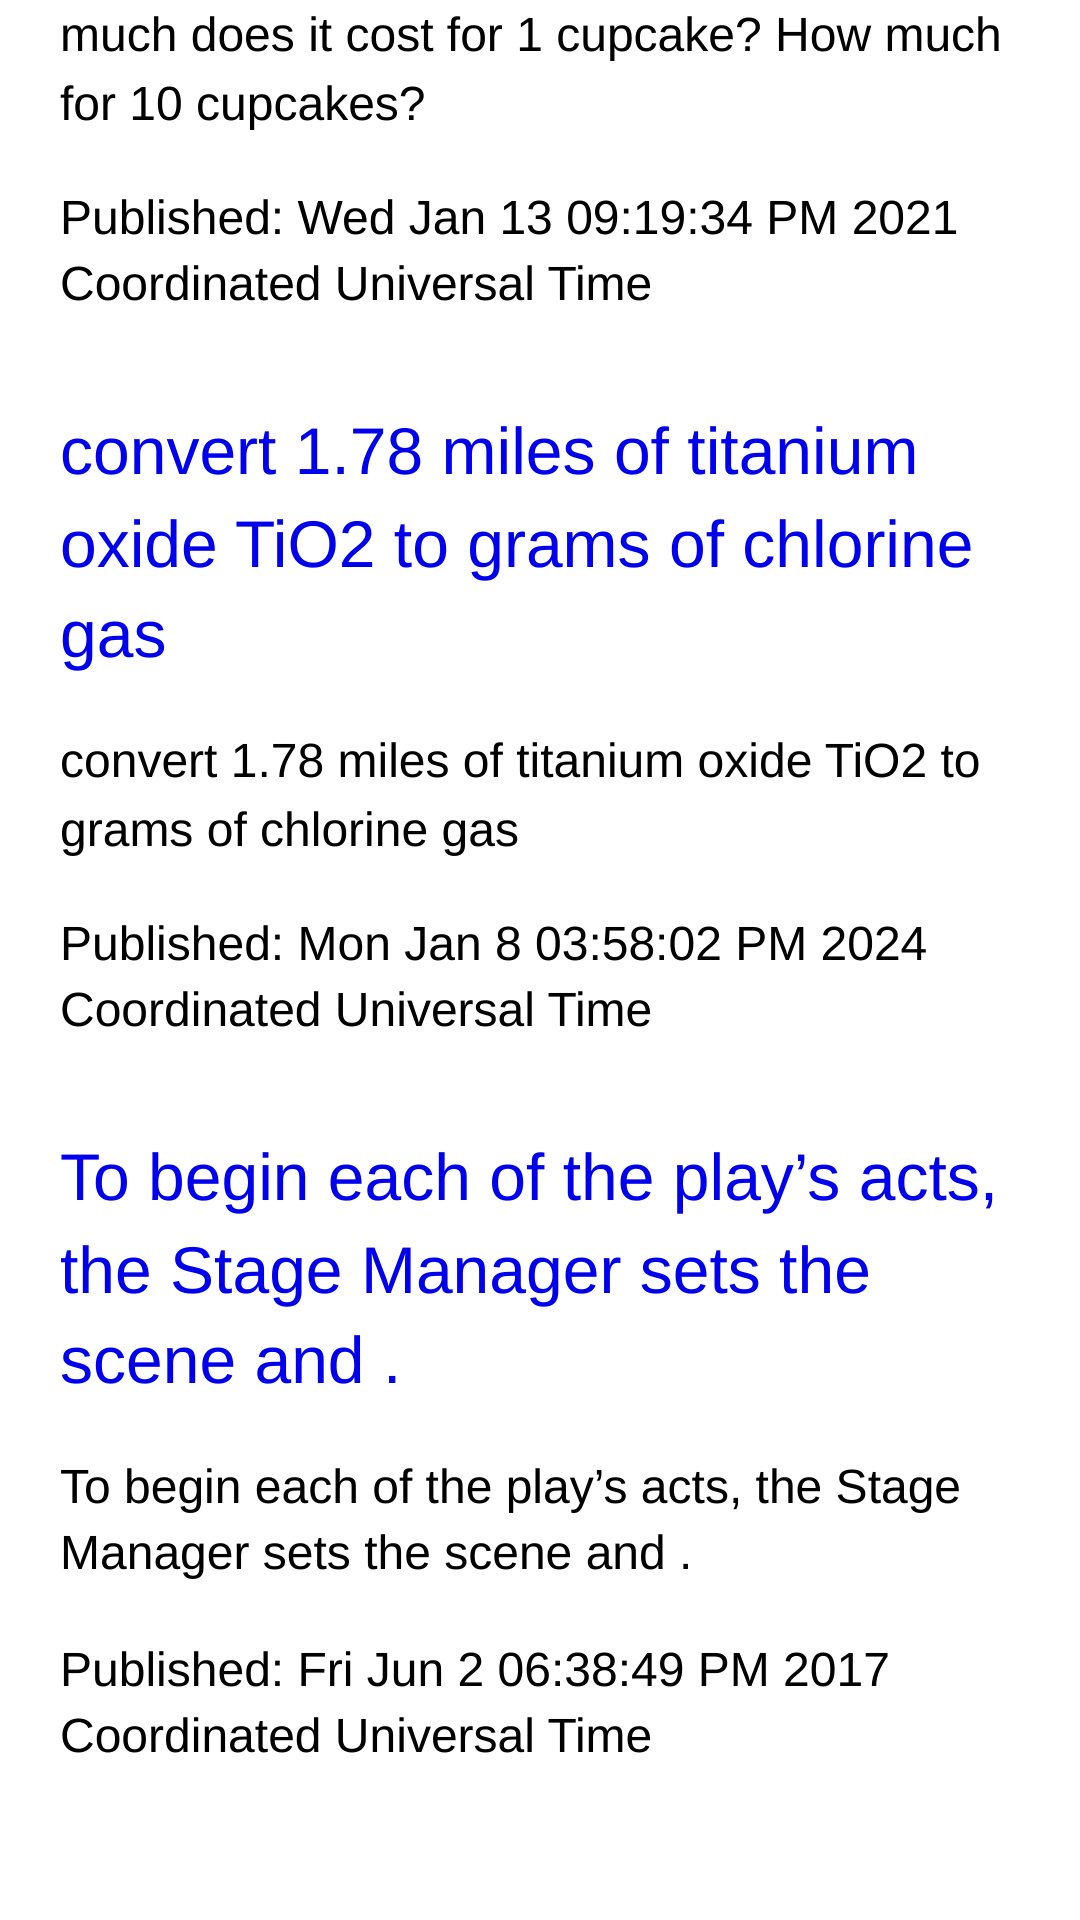 much does it cost for 1 cupcake? How much
for 10 cupcakes?
Published: Wed Jan 13 09:19:34 PM 2021
Coordinated Universal Time
convert 1.78 miles of titanium
oxide TiO2 to grams of chlorine
gas
convert 1.78 miles of titanium oxide TiO2 to
grams of chlorine gas
Published: Mon Jan 8 03:58:02 PM 2024
Coordinated Universal Time
To begin each of the play’s acts,
the Stage Manager sets the
scene and .
To begin each of the play’s acts, the Stage
Manager sets the scene and .
Published: Fri Jun 2 06:38:49 PM 2017
Coordinated Universal Time